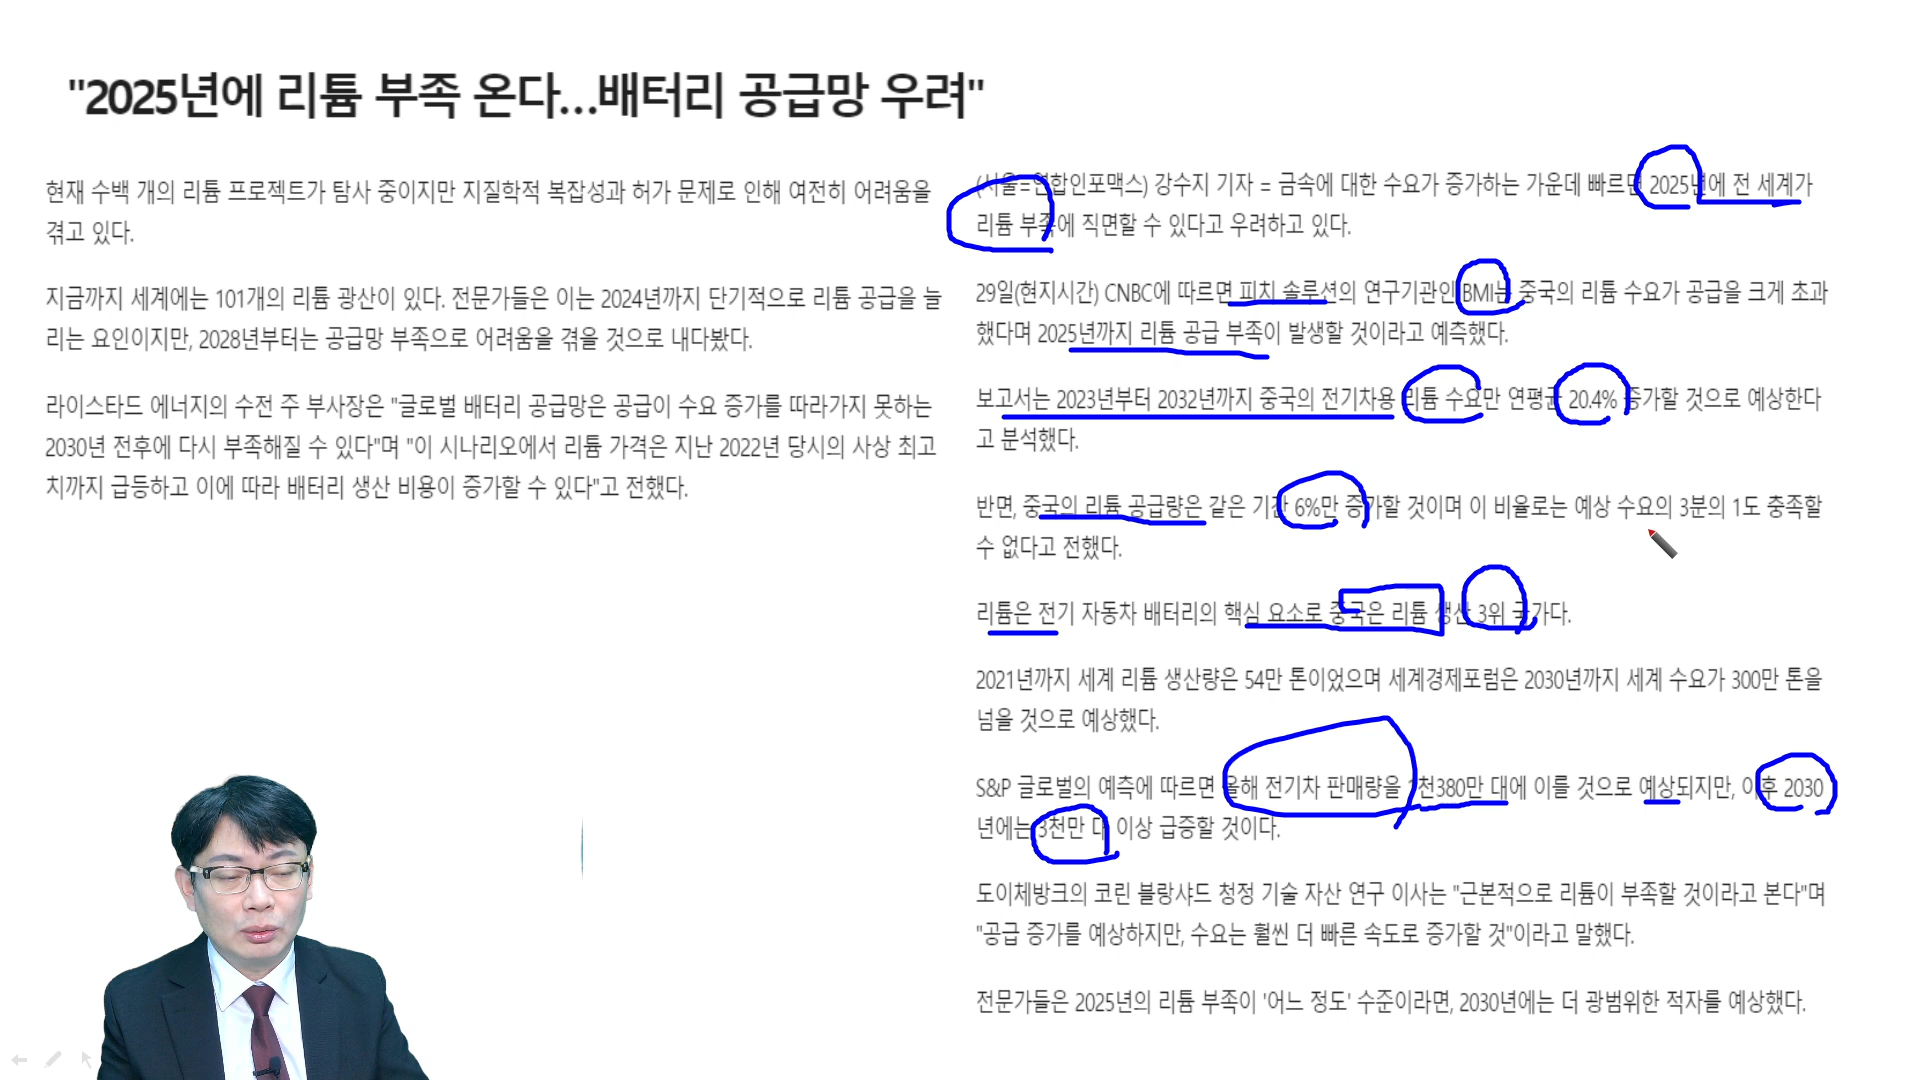 "2025년에 리튬 부족 온다...배터리 공급망 우려"
(서울=연합인포맥스) 강수지 기자 = 금속에 대한 수요가 증가하는 가운데 빠르면 2025년에 전 세계가
리튬 부족에 직면할 수 있다고 우려하고 있다.
29일(현지시간) CNBC에 따르면 피치 솔루션의 연구기관인 BMI는 중국의 리튬 수요가 공급을 크게 초과
했다며 2025년까지 리튬 공급 부족이 발생할 것이라고 예측했다.
보고서는 2023년부터 2032년까지 중국의 전기차용 리튬 수요만 연평균 20.4% 증가할 것으로 예상한다
고 분석했다.
반면, 중국의 리튬 공급량은 같은 기간 6%만 증가할 것이며 이 비율로는 예상 수요의 3분의 1도 충족할
수 없다고 전했다.
리튬은 전기 자동차 배터리의 핵심 요소로 중국은 리튬 생산 3위 국가다.
2021년까지 세계 리튬 생산량은 54만 톤이었으며 세계경제포럼은 2030년까지 세계 수요가 300만 톤을
넘을 것으로 예상했다.
S&P 글로벌의 예측에 따르면 올해 전기차 판매량을 1천380만 대에 이를 것으로 예상되지만, 이후 2030
년에는 3천만 대 이상 급증할 것이다.
도이체방크의 코린 블랑샤드 청정 기술 자산 연구 이사는 "근본적으로 리튬이 부족할 것이라고 본다"며
"공급 증가를 예상하지만, 수요는 훨씬 더 빠른 속도로 증가할 것"이라고 말했다.
전문가들은 2025년의 리튬 부족이 '어느 정도' 수준이라면, 2030년에는 더 광범위한 적자를 예상했다.
현재 수백 개의 리튬 프로젝트가 탐사 중이지만 지질학적 복잡성과 허가 문제로 인해 여전히 어려움을
겪고 있다.
지금까지 세계에는 101개의 리튬 광산이 있다. 전문가들은 이는 2024년까지 단기적으로 리튬 공급을 늘
리는 요인이지만, 2028년부터는 공급망 부족으로 어려움을 겪을 것으로 내다봤다.
라이스타드 에너지의 수전 주 부사장은 "글로벌 배터리 공급망은 공급이 수요 증가를 따라가지 못하는
2030년 전후에 다시 부족해질 수 있다"며 "이 시나리오에서 리튬 가격은 지난 2022년 당시의 사상 최고
치까지 급등하고 이에 따라 배터리 생산 비용이 증가할 수 있다"고 전했다.